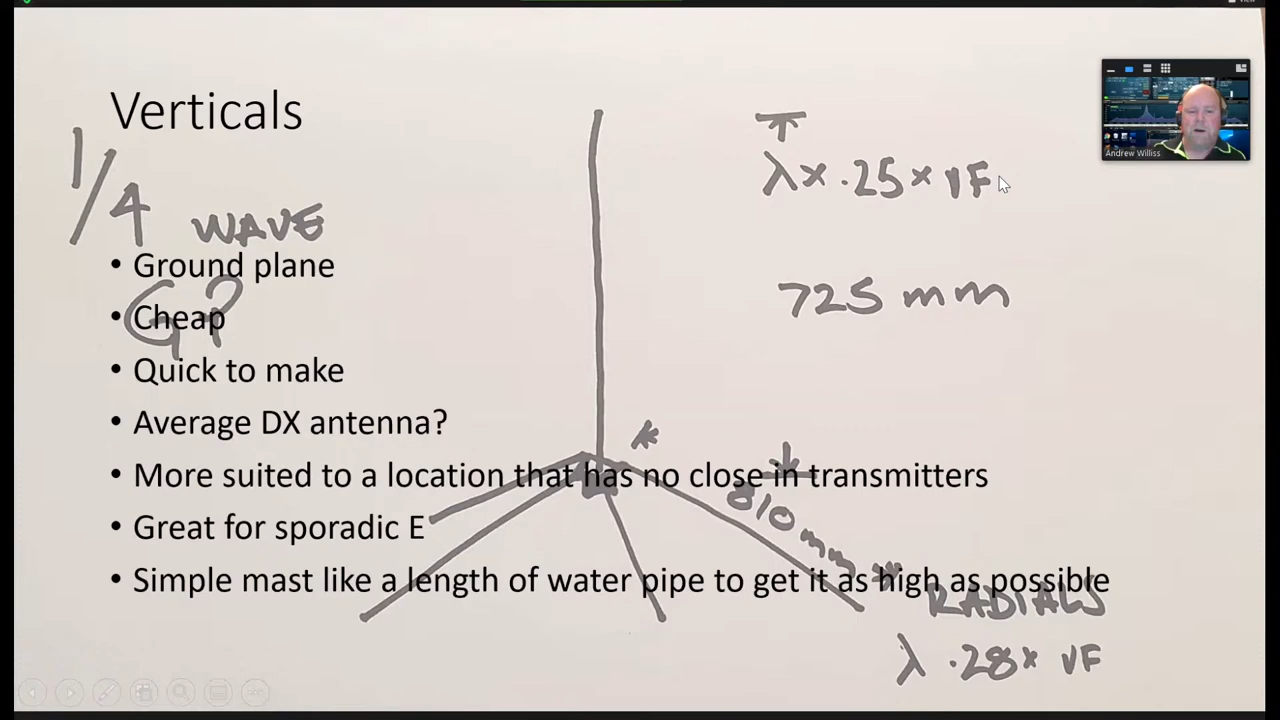 View
Verticals
1/4 WAVE
GP
• Ground plane
• Cheap
• Quick to make
• Average DX antenna?
• More suited to a location that has no close in transmitters
• Great for sporadic E
• Simple mast like a length of water pipe to get it as high as possible
λ x .25 x VF
725 mm
810 mm
RADIALS
λ .28 x VF
Andrew Williss